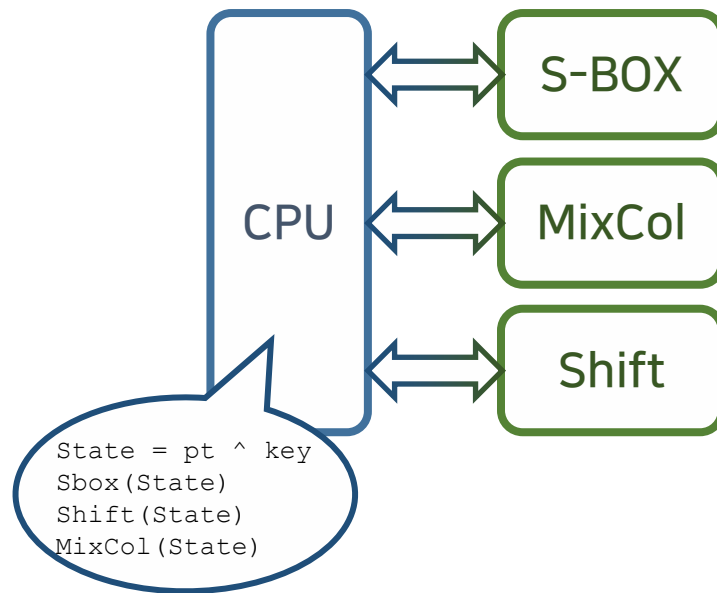 S-BOX
CPU
MixCol
Shift
State = pt ^ key
Sbox(State)
Shift(State)
MixCol(State)